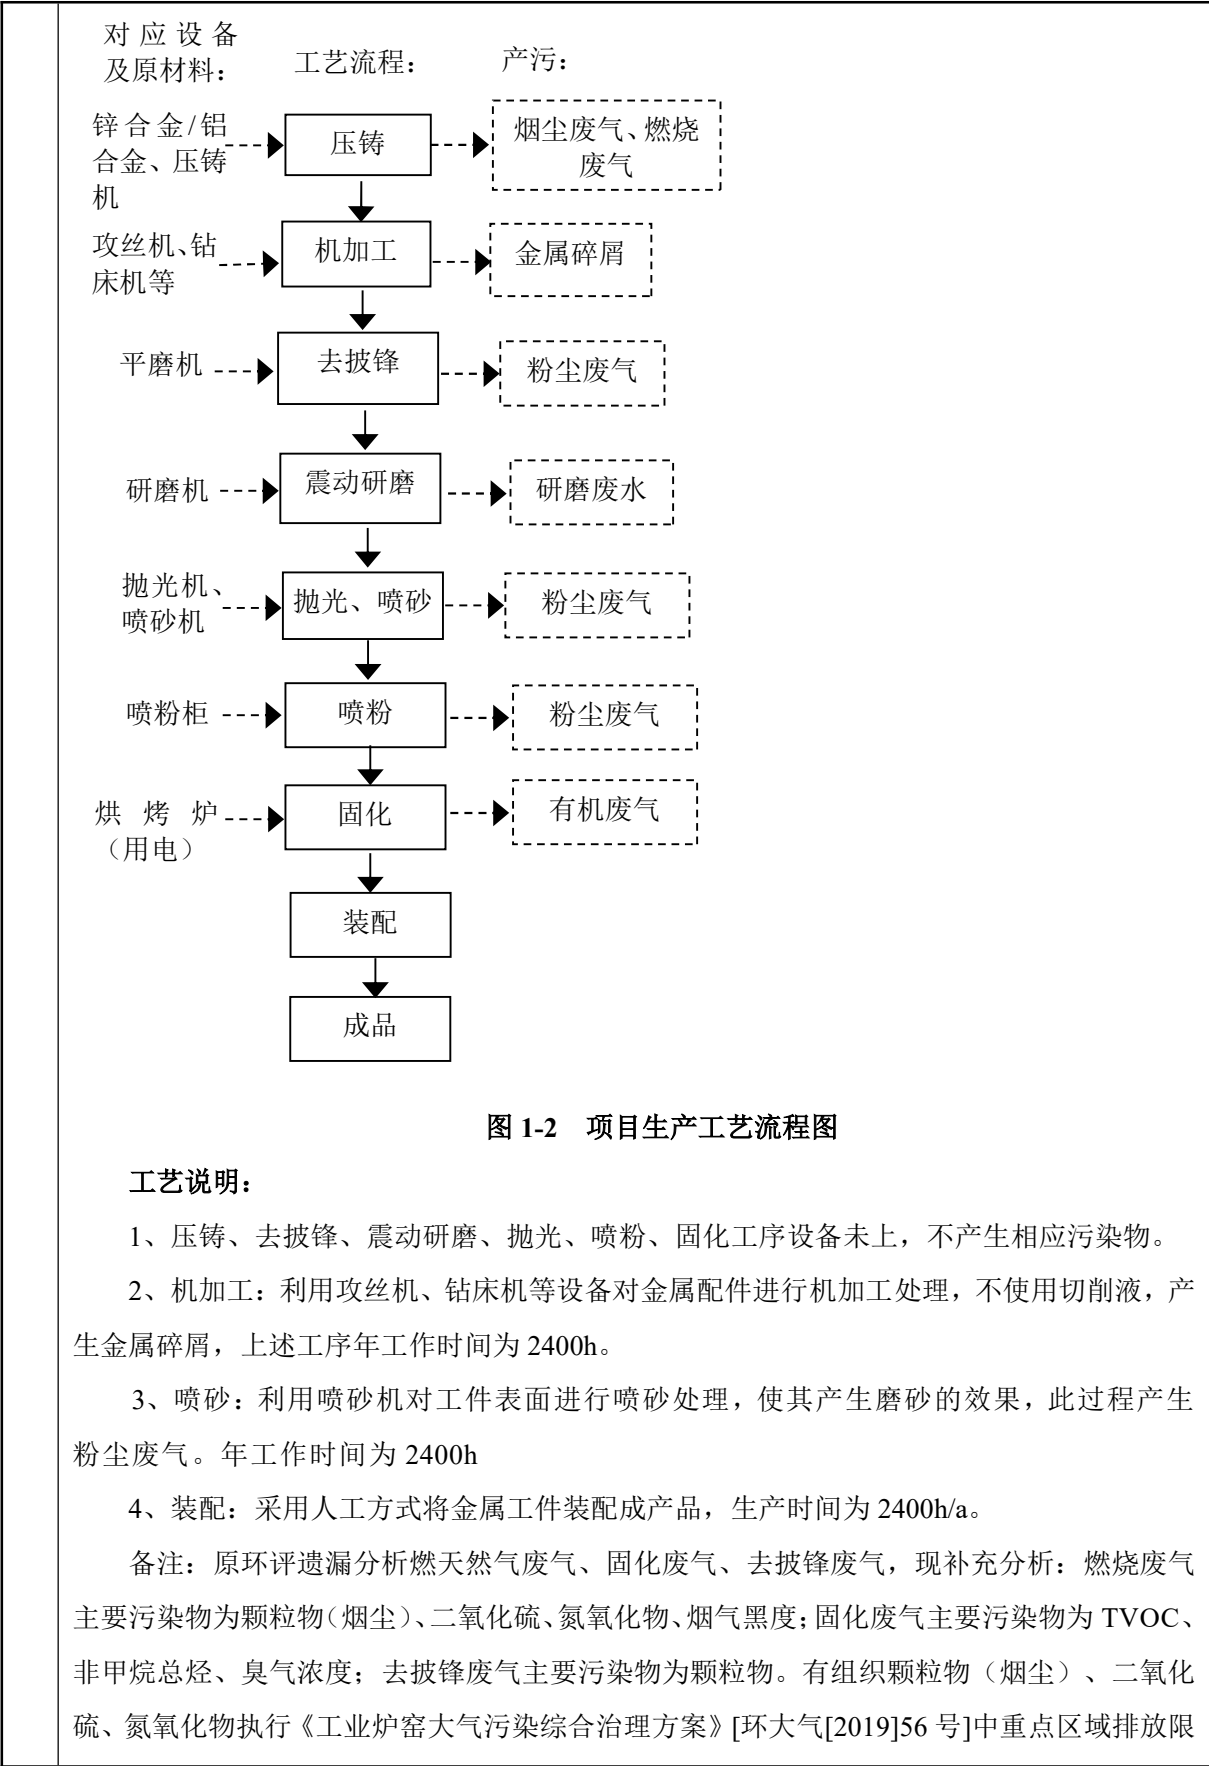 对应设备
及原材料：
工艺流程：
产污：
锌合金/铝
合金、压铸
机
压铸
烟尘废气、燃烧
废气
攻丝机、钻
床机等
机加工
金属碎屑
平磨机
去披锋
粉尘废气
研磨机
震动研磨
研磨废水
抛光机、
喷砂机
抛光、喷砂
粉尘废气
喷粉柜
喷粉
粉尘废气
烘烤炉
（用电）
固化
有机废气
装配
成品
图 1-2 项目生产工艺流程图
工艺说明：
1、压铸、去披锋、震动研磨、抛光、喷粉、固化工序设备未上，不产生相应污染物。
2、机加工：利用攻丝机、钻床机等设备对金属配件进行机加工处理，不使用切削液，产
生金属碎屑，上述工序年工作时间为 2400h。
3、喷砂：利用喷砂机对工件表面进行喷砂处理，使其产生磨砂的效果，此过程产生
粉尘废气。年工作时间为 2400h
4、装配：采用人工方式将金属工件装配成产品，生产时间为 2400h/a。
备注：原环评遗漏分析燃天然气废气、固化废气、去披锋废气，现补充分析：燃烧废气
主要污染物为颗粒物（烟尘）、二氧化硫、氮氧化物、烟气黑度；固化废气主要污染物为 TVOC、
非甲烷总烃、臭气浓度；去披锋废气主要污染物为颗粒物。有组织颗粒物（烟尘）、二氧化
硫、氮氧化物执行《工业炉窑大气污染综合治理方案》[环大气[2019]56 号]中重点区域排放限